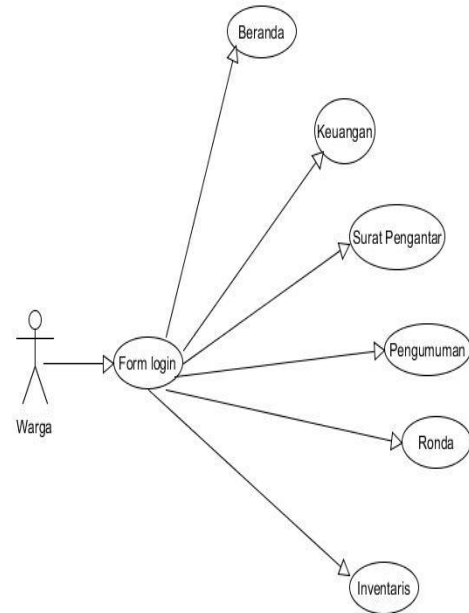 Beranda
Keuangan
Surat Pengantar
Form login
Pengumuman
Warga
Ronda
Inventaris